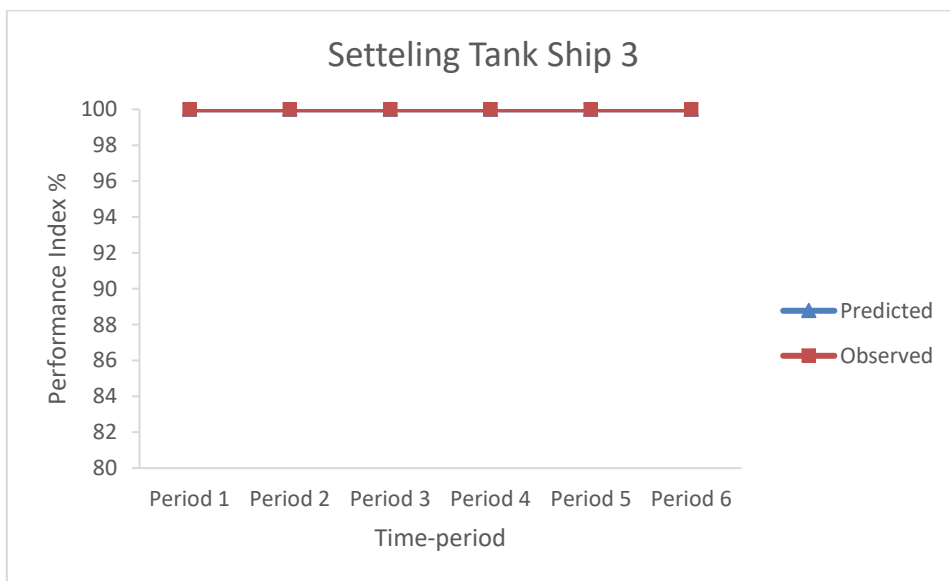 Setteling Tank Ship 3
Performance Index %
100
98
96
94
92
90
88
86
84
82
80
Period 1 Period 2 Period 3 Period 4 Period 5 Period 6
Time-period
Predicted
Observed